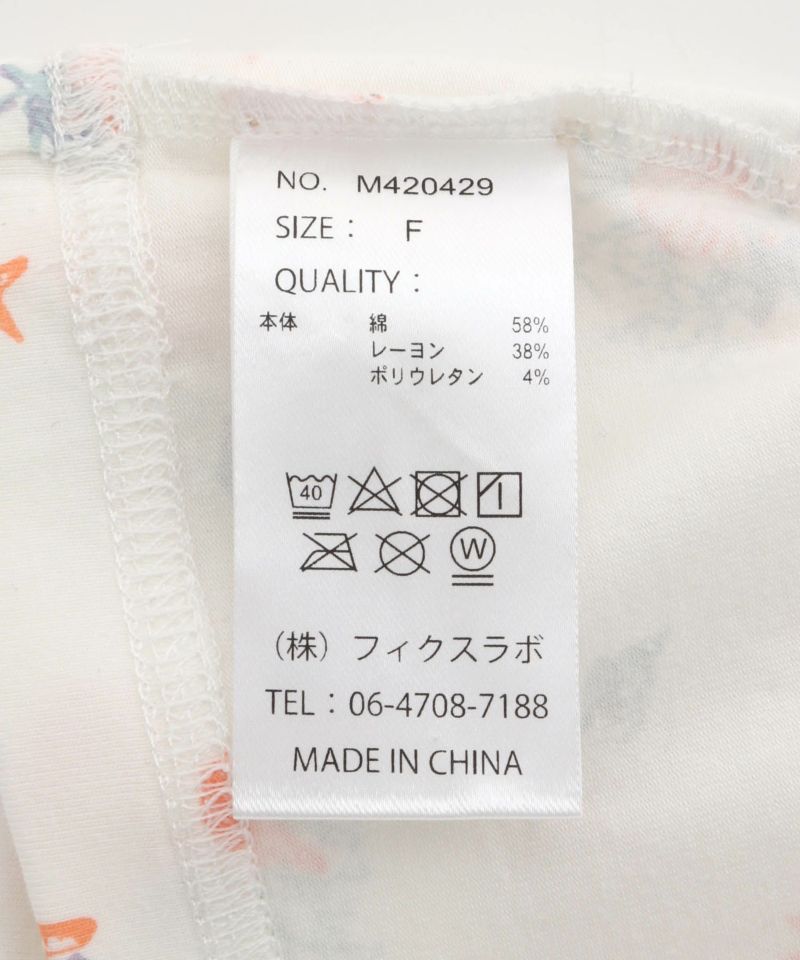 NO. M420429
SIZE： F
QUALITY：
本体 綿 58%
レーヨン 38%
ポリウレタン 4%
40
W
（株）フィクスラボ
TEL：06-4708-7188
MADE IN CHINA